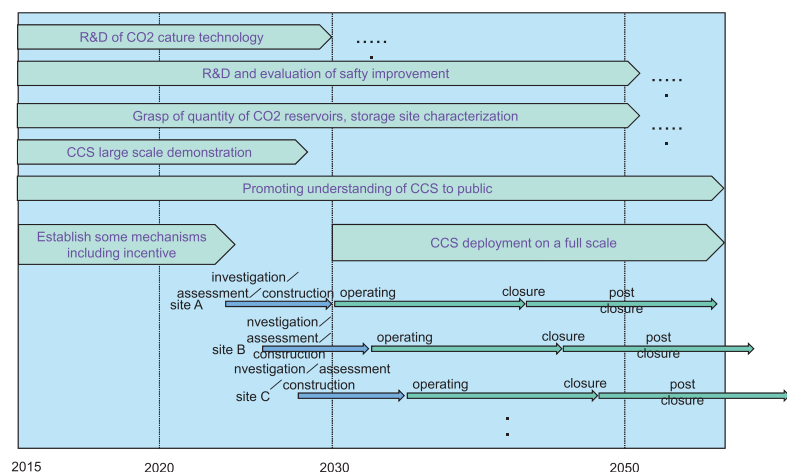 R&D of CO2 cature technology
.....
.
R&D and evaluation of safty improvement
.....
.
Grasp of quantity of CO2 reservoirs, storage site characterization
.....
.
CCS large scale demonstration
Promoting understanding of CCS to public
Establish some mechanisms
including incentive
CCS deployment on a full scale
investigation／
assessment／construction
site A
operating
closure
post
closure
nvestigation／
assessment／
construction
site B
operating
closure
post
closure
nvestigation／assessment
／construction
site C
operating
closure
post
closure
:
2015
2020
2030
2050